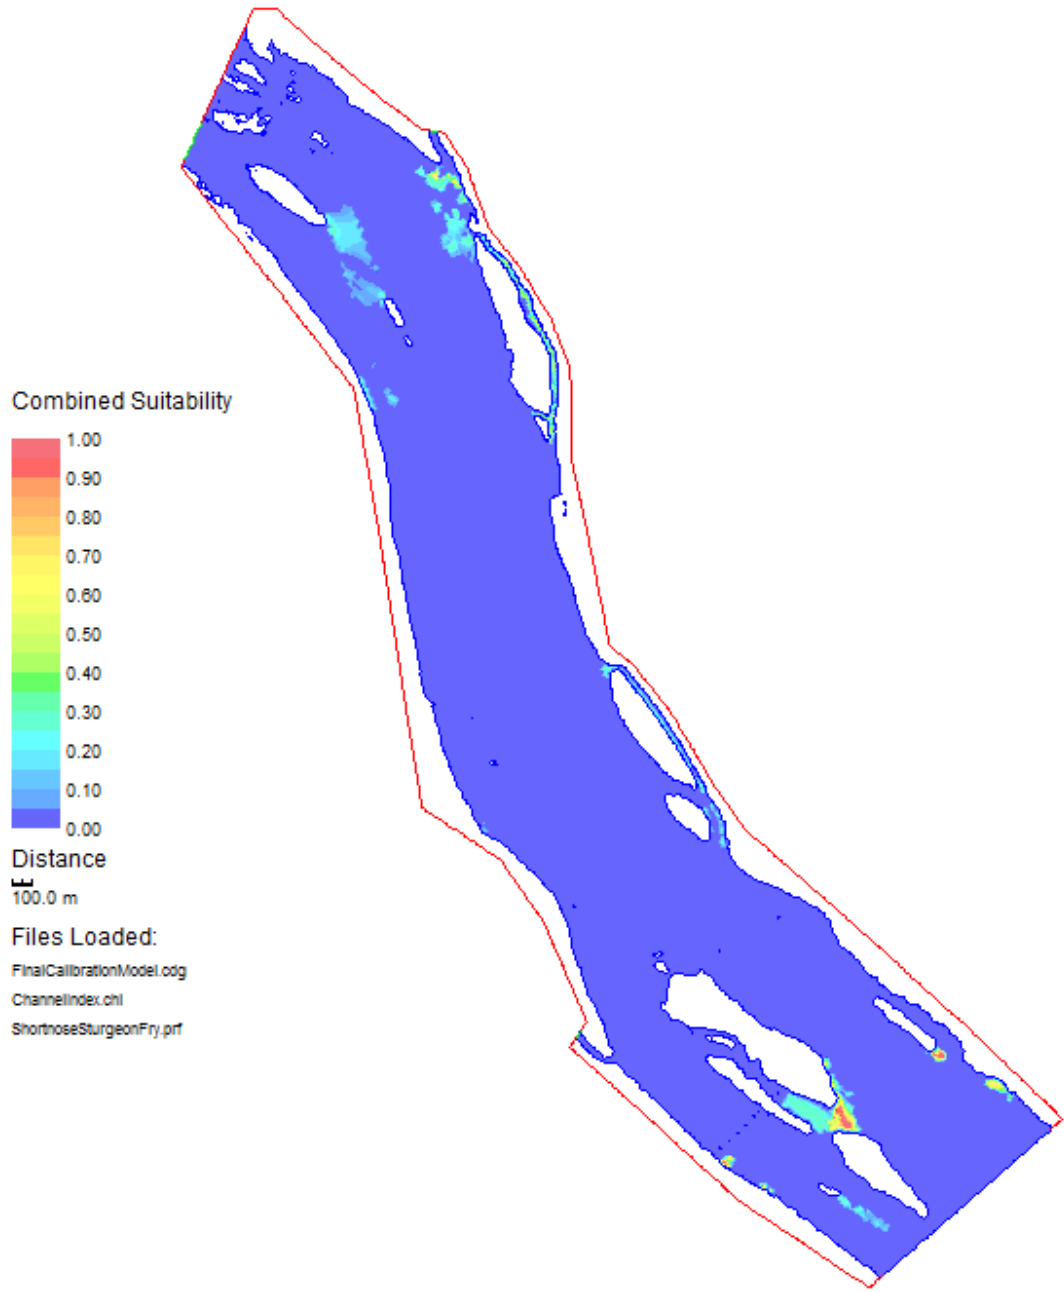 Combined Suitability
1.00
0.90
0.80
0.70
0.60
0.50
0.40
0.30
0.20
0.10
0.00
Distance
100.0 m
Files Loaded:
FinalCalibrationModel.cdg
ChannelIndex.chi
ShortnoseSturgeonFry.prf